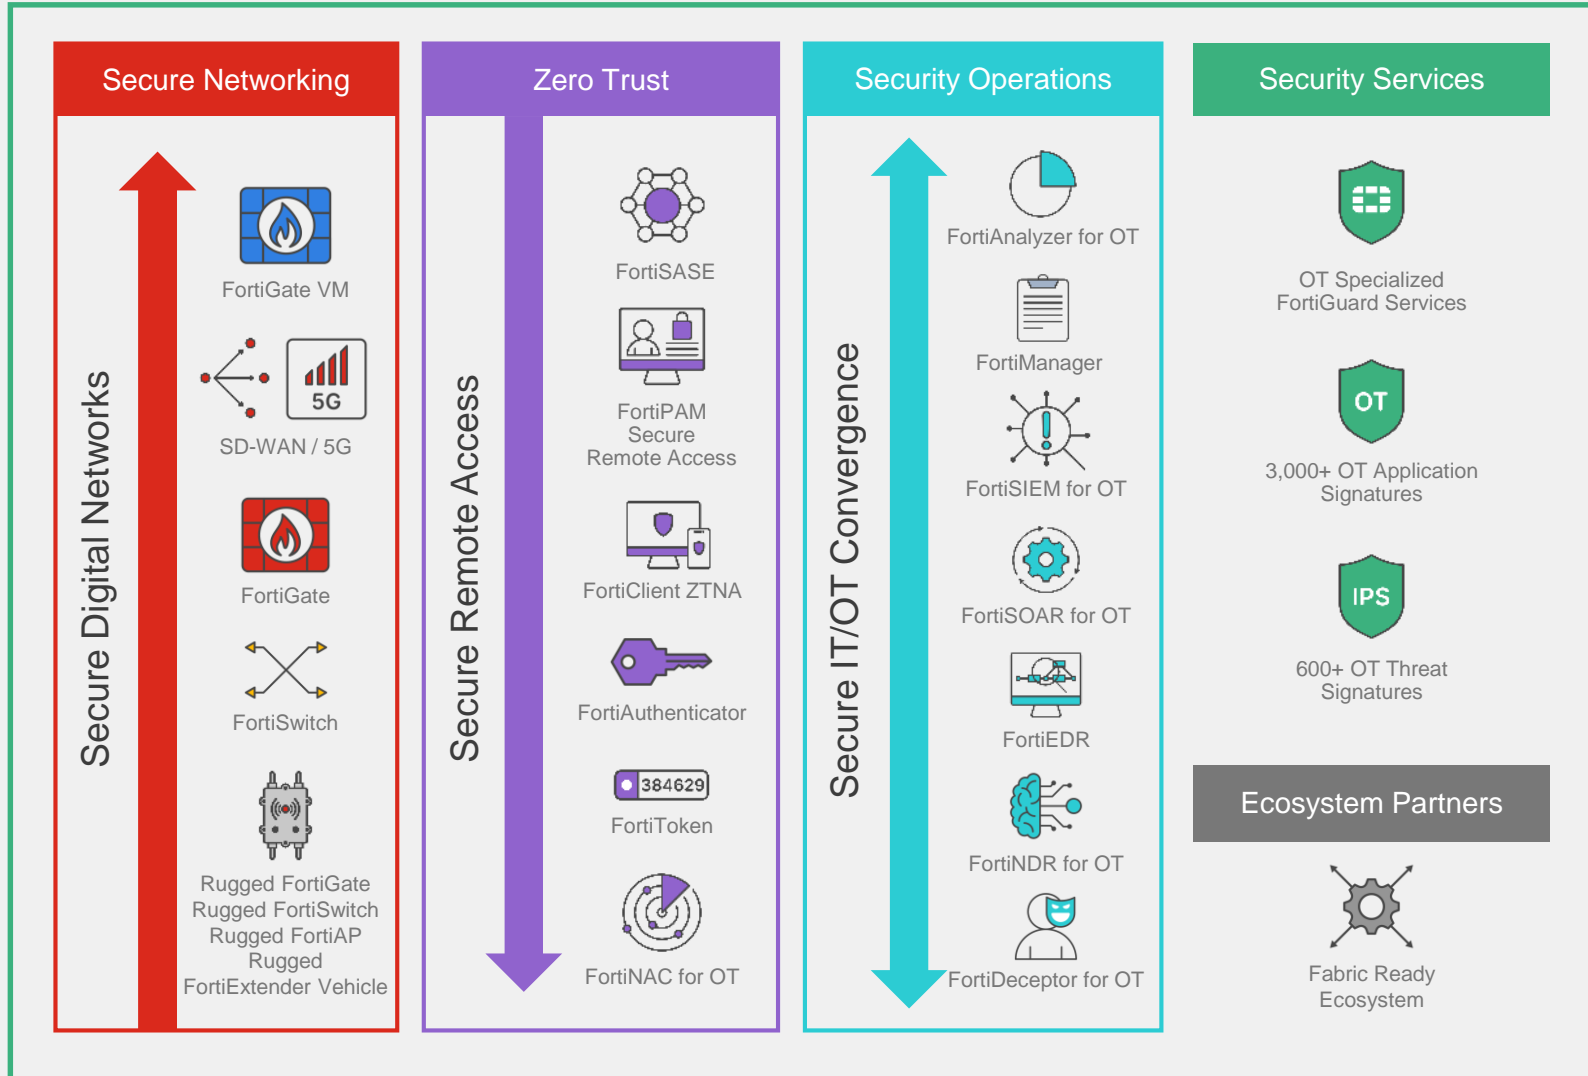 Secure Networking
Secure Digital Networks
FortiGate VM
5G
SD-WAN / 5G
FortiGate
FortiSwitch
Rugged FortiGate
Rugged FortiSwitch
Rugged FortiAP
Rugged
FortiExtender Vehicle
Zero Trust
Secure Remote Access
FortiSASE
FortiPAM
Secure
Remote Access
FortiClient ZTNA
FortiAuthenticator
384629
FortiToken
FortiNAC for OT
Security Operations
Secure IT/OT Convergence
FortiAnalyzer for OT
FortiManager
FortiSIEM for OT
FortiSOAR for OT
FortiEDR
FortiNDR for OT
FortiDeceptor for OT
Security Services
OT Specialized
FortiGuard Services
OT
3,000+ OT Application
Signatures
IPS
600+ OT Threat
Signatures
Ecosystem Partners
Fabric Ready
Ecosystem